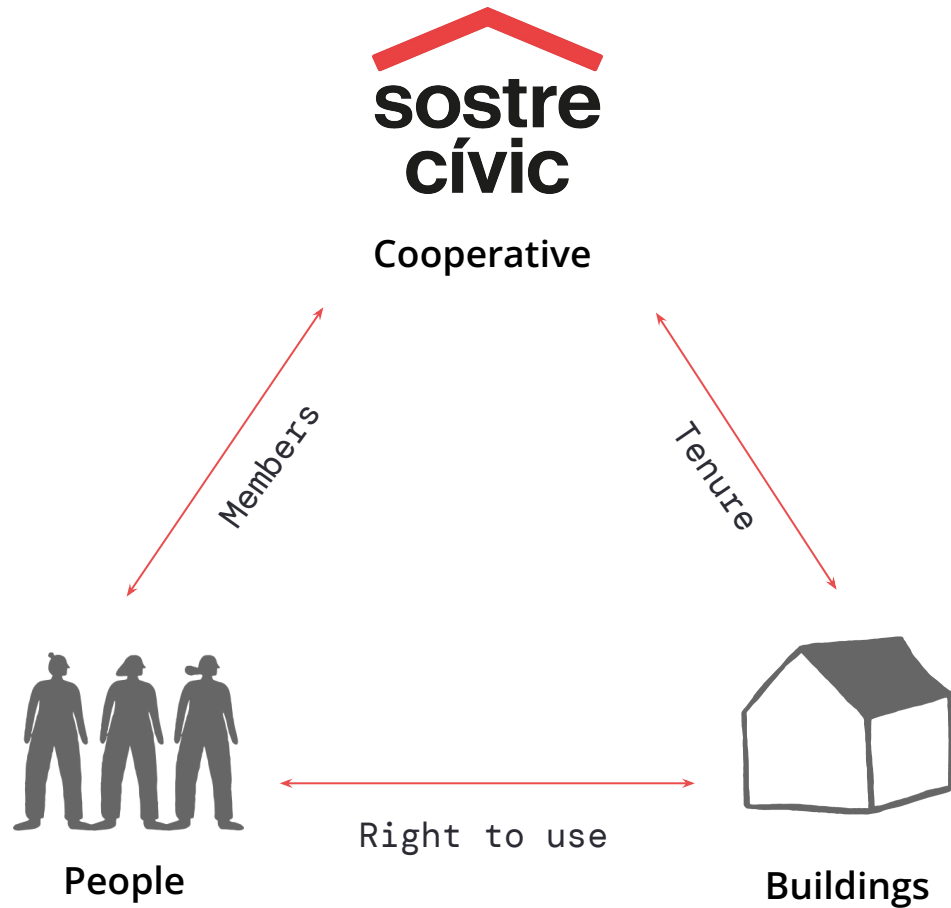 sostre
cívic
Cooperative
Members
Tenure
Right to use
People
Buildings